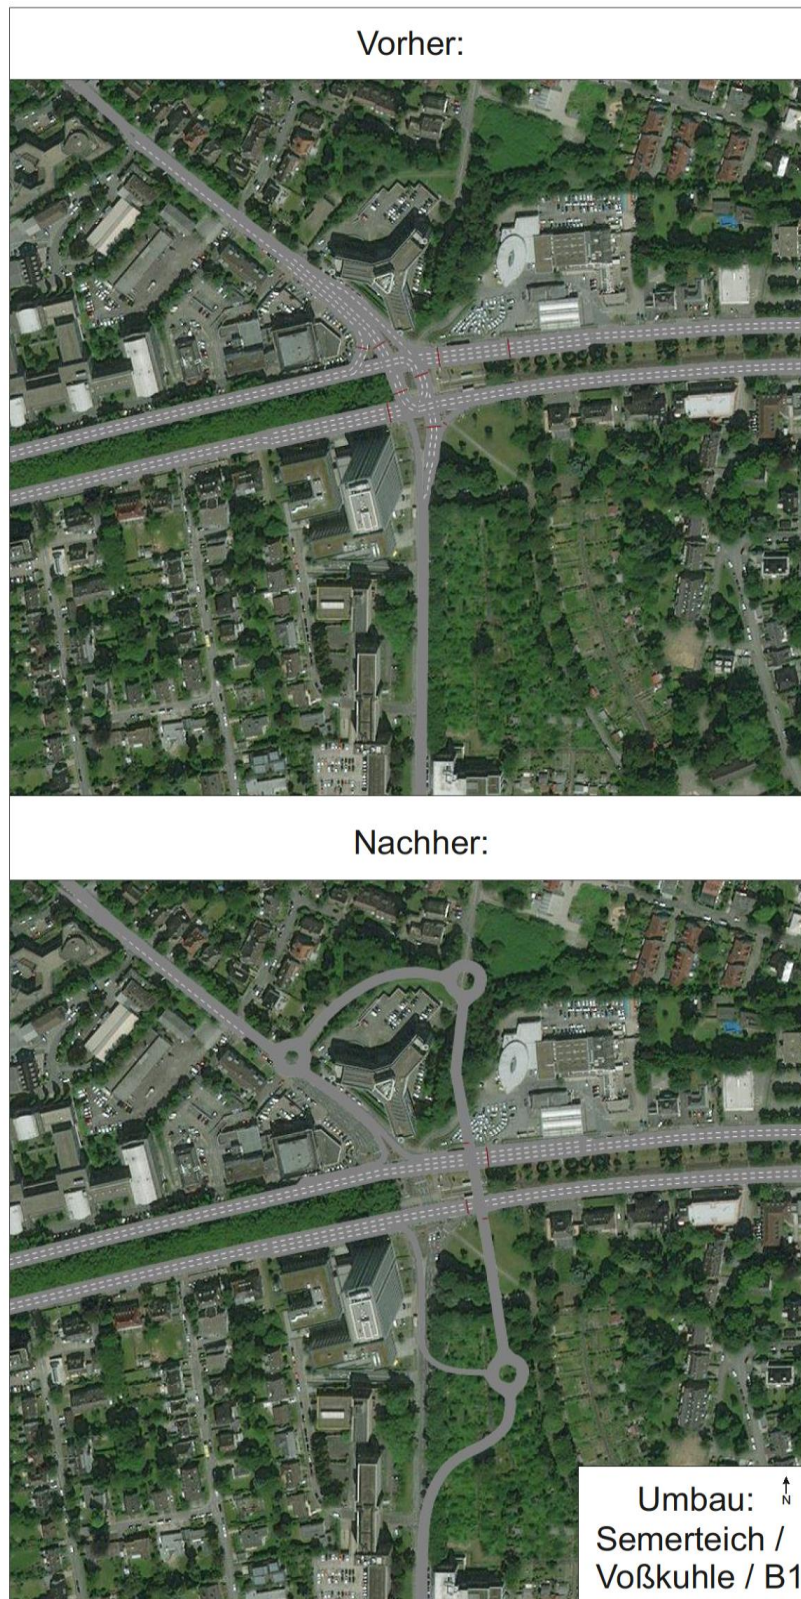 Vorher:
Nachher:
Umbau:
N
Semerteich /
Voßkuhle / B1